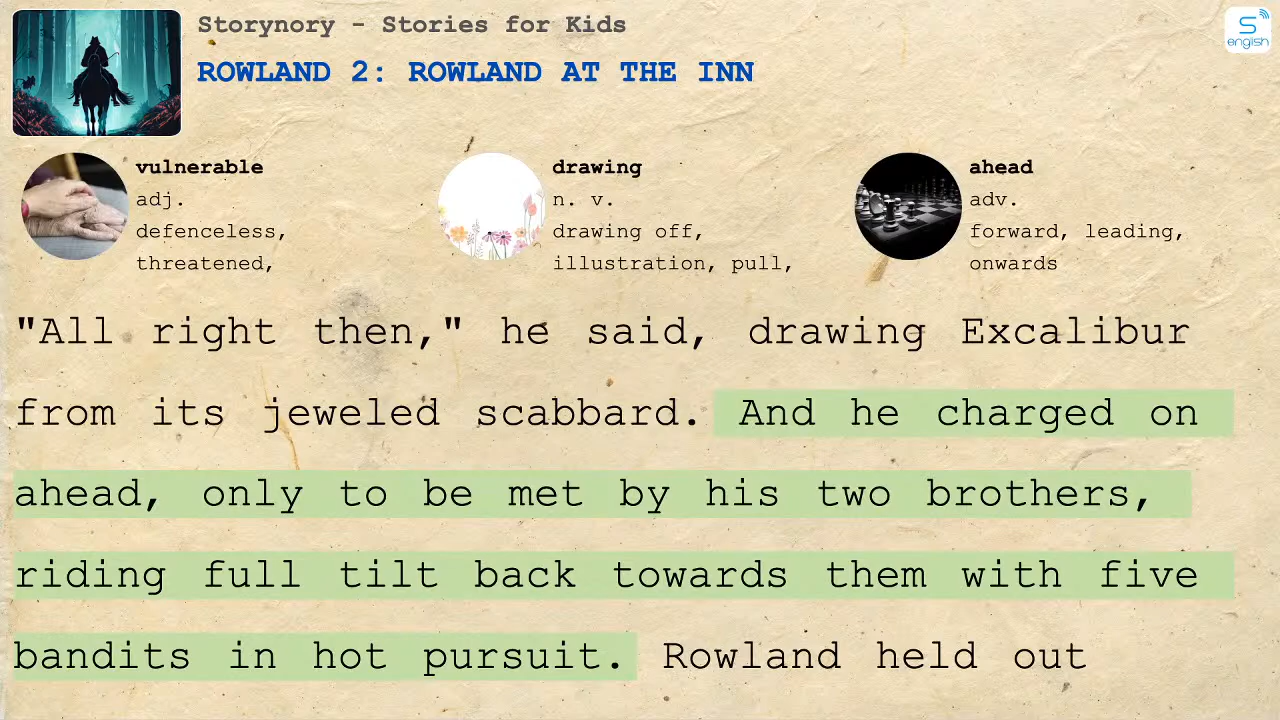 Storynory - Stories for Kids
ROWLAND 2: ROWLAND AT THE INN
S
english
vulnerable
adj.
defenceless,
threatened,
drawing
n. v.
drawing off,
illustration, pull,
ahead
adv.
forward, leading,
onwards
"All right then," he said, drawing Excalibur
from its jeweled scabbard. And he charged on
ahead, only to be met by his two brothers,
riding full tilt back towards them with five
bandits in hot pursuit. Rowland held out